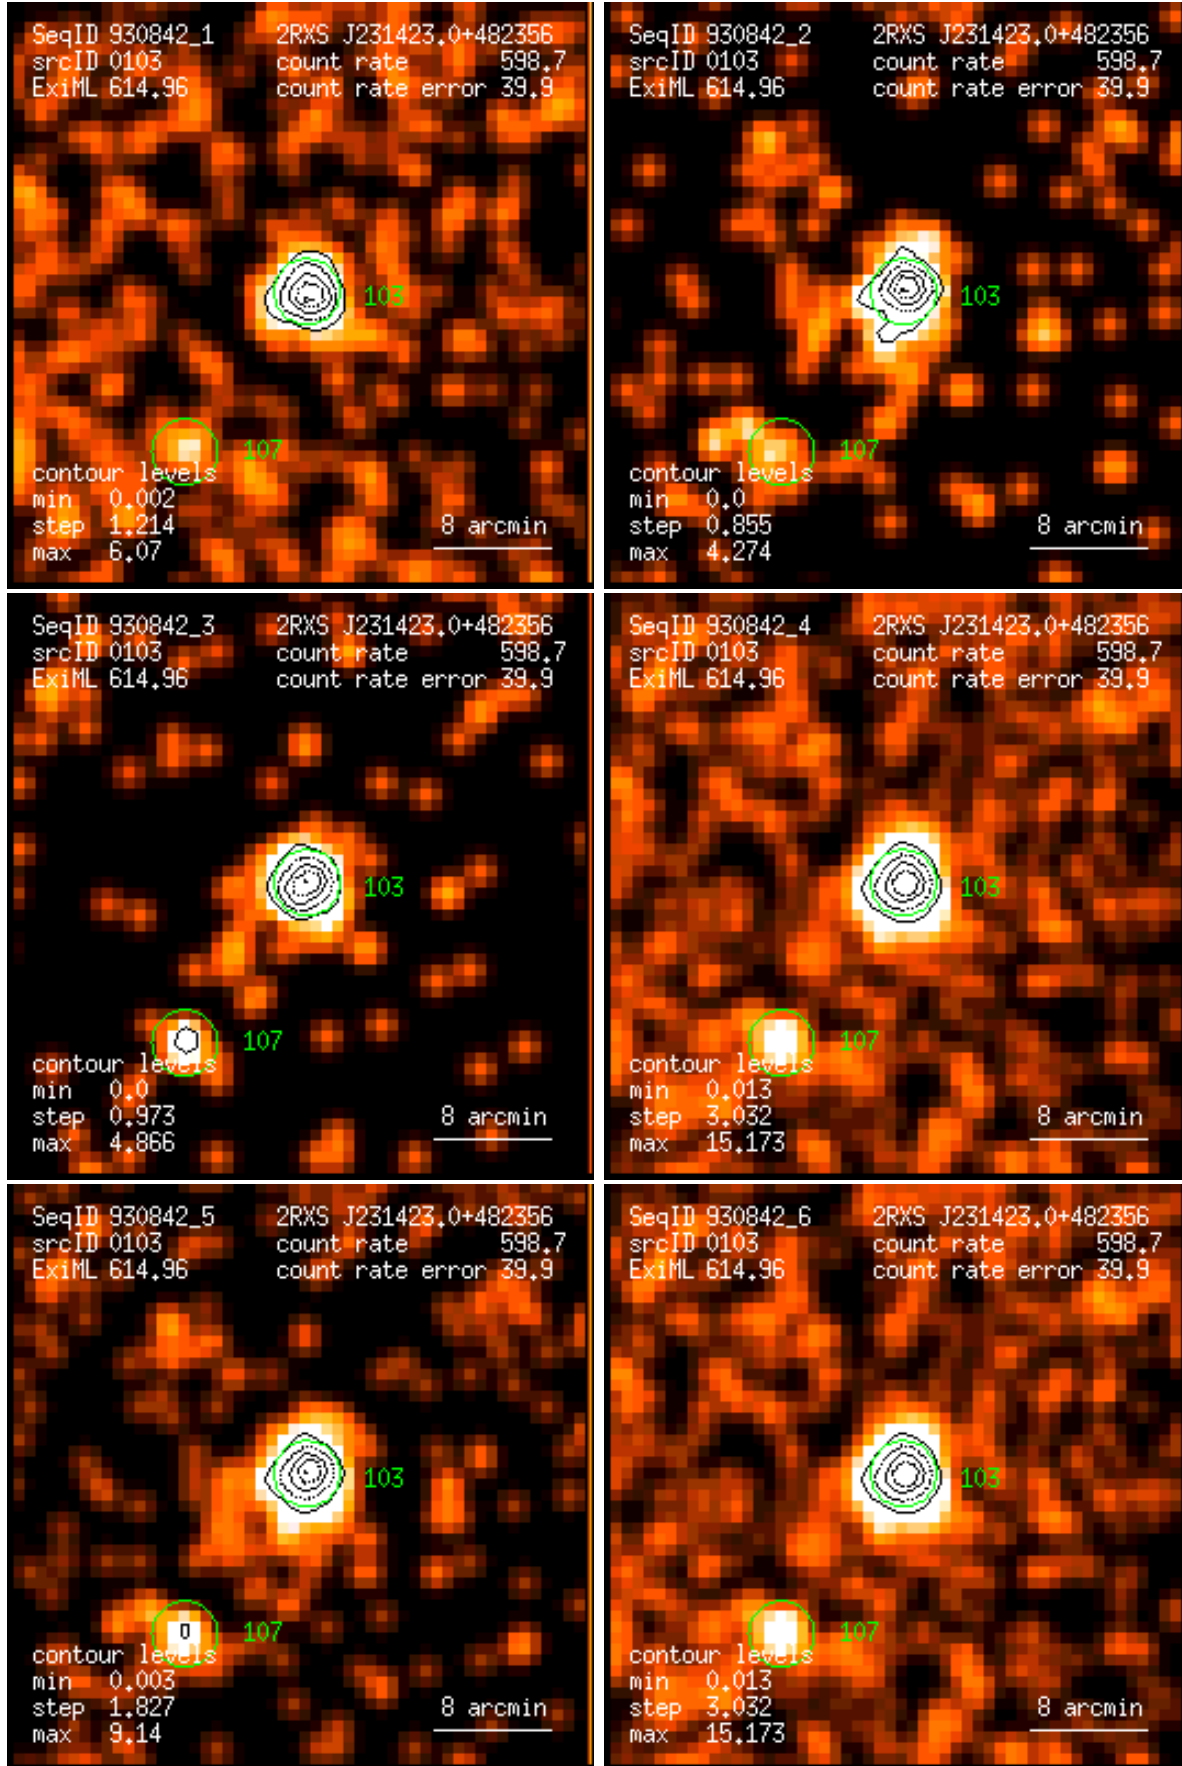 SeqID 930842_1 2RXS J231423.0+482356
srcID 0103 count rate 598.7
ExiML 614.96 count rate error 39.9
103
107
contour levels
min 0.002
step 1.214 8 arcmin
max 6.07
SeqID 930842_2 2RXS J231423.0+482356
srcID 0103 count rate 598.7
ExiML 614.96 count rate error 39.9
103
107
contour levels
min 0.0
step 0.855 8 arcmin
max 4.274
SeqID 930842_3 2RXS J231423.0+482356
srcID 0103 count rate 598.7
ExiML 614.96 count rate error 39.9
103
107
contour levels
min 0.0
step 0.973 8 arcmin
max 4.866
SeqID 930842_4 2RXS J231423.0+482356
srcID 0103 count rate 598.7
ExiML 614.96 count rate error 39.9
103
107
contour levels
min 0.013
step 3.032 8 arcmin
max 15.173
SeqID 930842_5 2RXS J231423.0+482356
srcID 0103 count rate 598.7
ExiML 614.96 count rate error 39.9
103
107
contour levels
min 0.003
step 1.827 8 arcmin
max 9.14
SeqID 930842_6 2RXS J231423.0+482356
srcID 0103 count rate 598.7
ExiML 614.96 count rate error 39.9
103
107
contour levels
min 0.013
step 3.032 8 arcmin
max 15.173